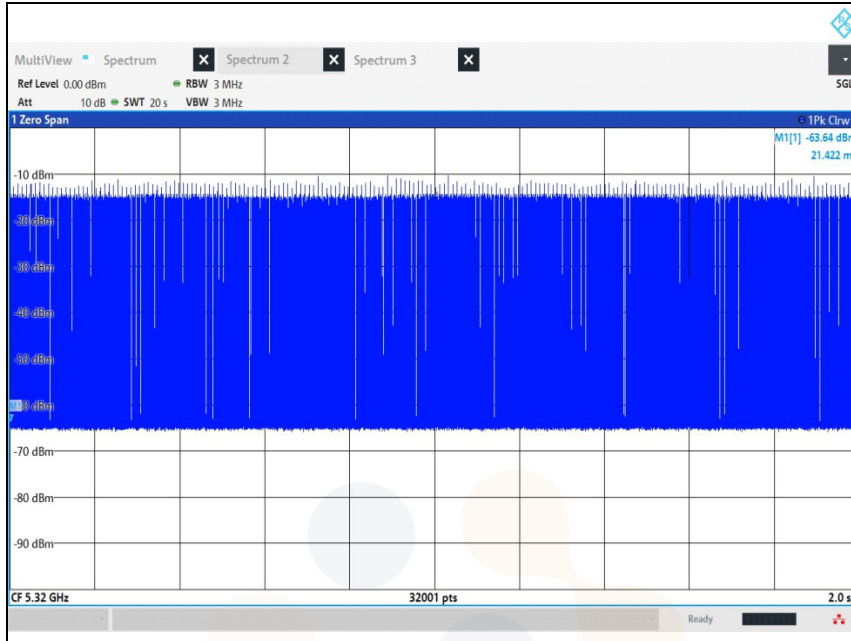 R S
MultiView Spectrum X Spectrum 2 X Spectrum 3 X
Ref Level 0.00 dBm RBW 3 MHz SGL
Att 10 dB SWT 20 s VBW 3 MHz
1 Zero Span 1Pk Clrw
M1[1] -63.64 dBm
21.422 m
-10 dBm
-20 dBm
-30 dBm
-40 dBm
-50 dBm
M1 dBm
-70 dBm
-80 dBm
-90 dBm
CF 5.32 GHz 32001 pts 2.0 s
Ready